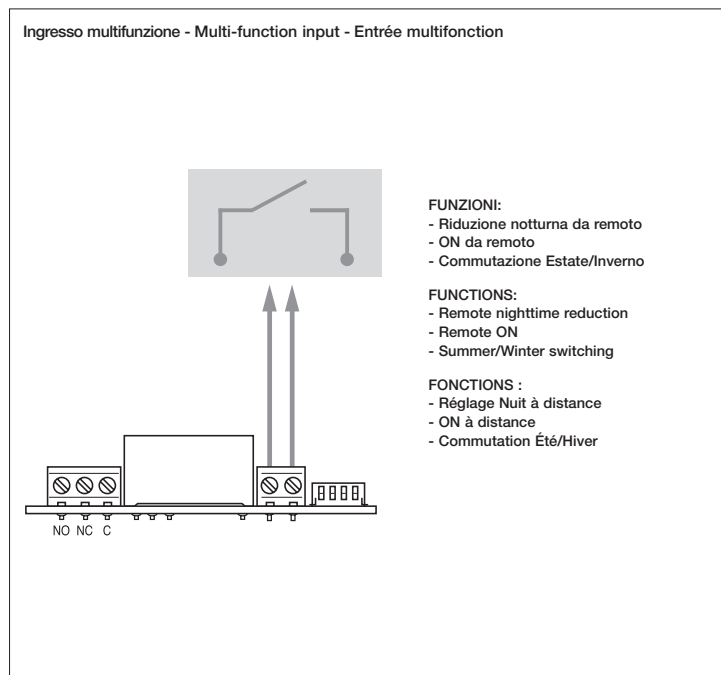 Ingresso multifunzione - Multi-function input - Entrée multifonction
FUNZIONI:
- Riduzione notturna da remoto
- ON da remoto
- Commutazione Estate/Inverno
FUNCTIONS:
- Remote nighttime reduction
- Remote ON
- Summer/Winter switching
FONCTIONS :
- Réglage Nuit à distance
- ON à distance
- Commutation Été/Hiver
NO NC C